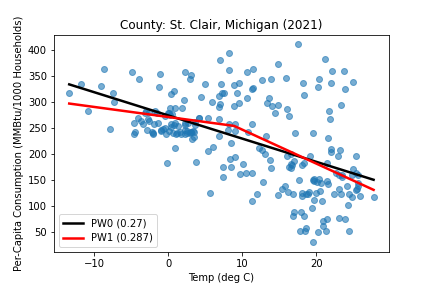 County: St. Clair, Michigan (2021)
Per-Capita Consumption (MMBtu/1000 Households)
400
350
300
250
200
150
100
50
PW0 (0.27)
PW1 (0.287)
−10 0 10 20
Temp (deg C)